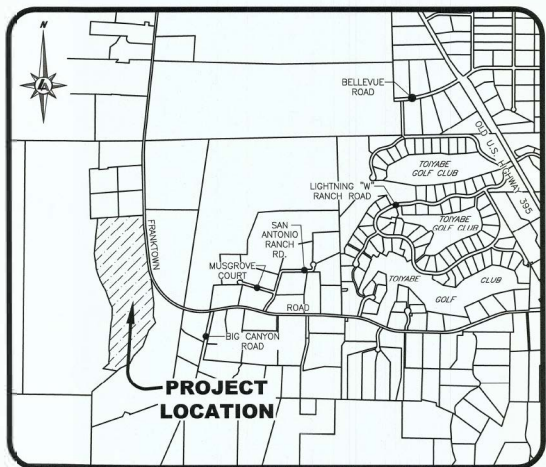 N
BELLEVUE
ROAD
OLD U.S. HIGHWAY 395
TOIYABE
GOLF CLUB
LIGHTNING "W"
RANCH ROAD
TOIYABE
GOLF CLUB
SAN
ANTONIO
RANCH
RD.
FRANKTOWN
MUSGROVE
COURT
TOIYABE
GOLF
CLUB
ROAD
BIG CANYON
ROAD
PROJECT
LOCATION